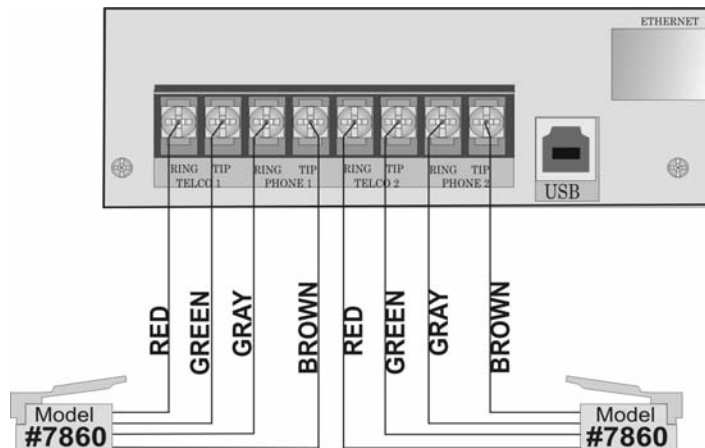 ETHERNET
RING TIP RING TIP RING TIP RING TIP
TELCO 1 PHONE 1 TELCO 2 PHONE 2
USB
RED
GREEN
GRAY
BROWN
RED
GREEN
GRAY
BROWN
Model
#7860
Model
#7860